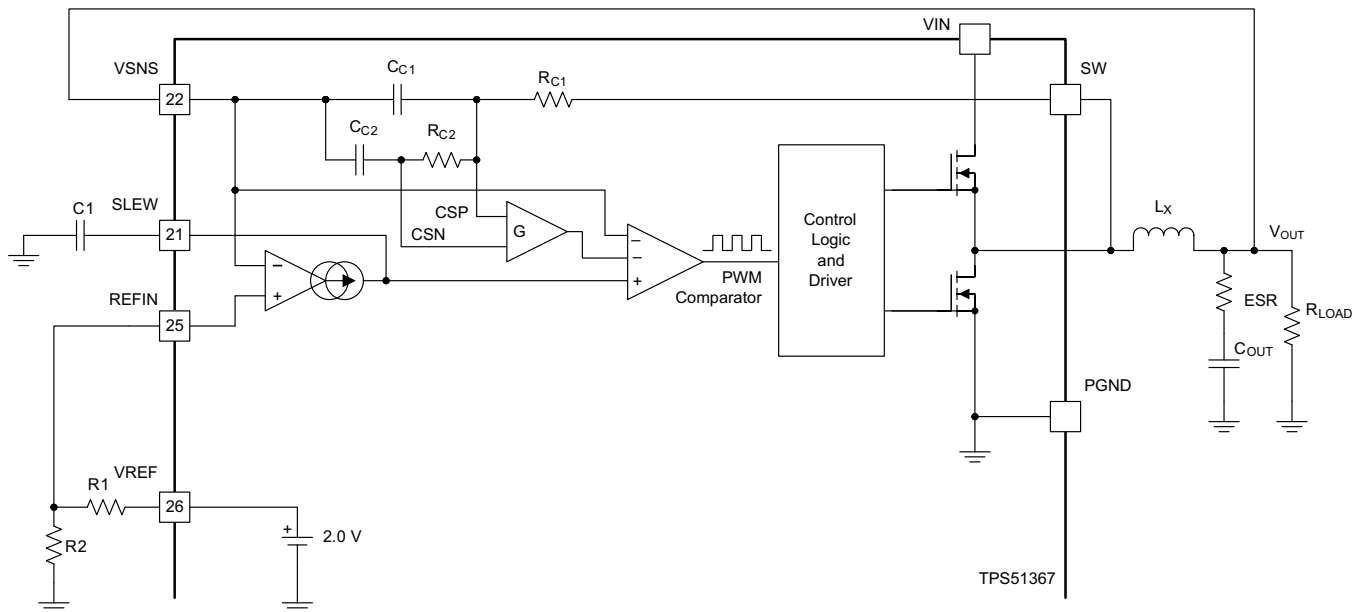 VIN
VSNS
SW
22
CC1
RC1
CC2
RC2
SLEW
C1
21
CSP
CSN
G
Control
Logic
and
Driver
LX
VOUT
−
+
−
−
+
PWM
Comparator
REFIN
25
ESR
RLOAD
COUT
PGND
VREF
R1
26
R2
+
2.0 V
TPS51367